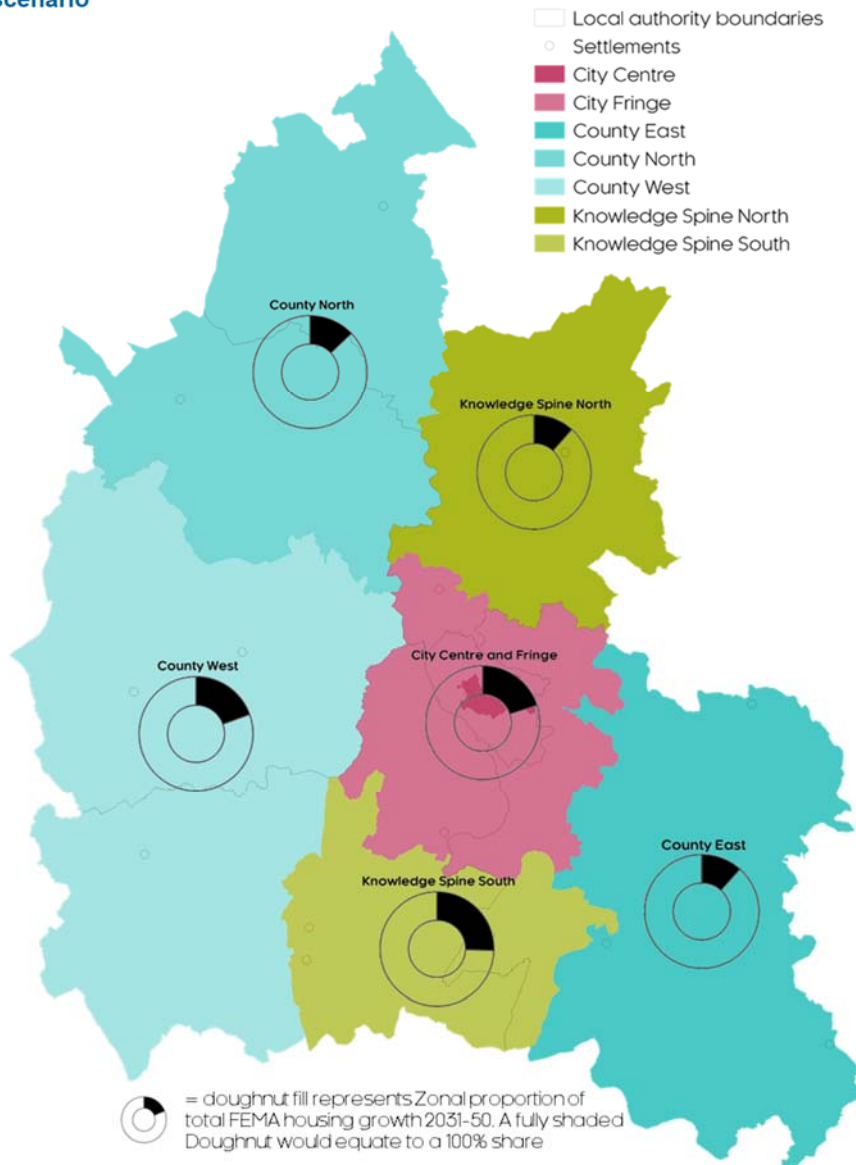 scenario
Local authority boundaries
Settlements
City Centre
City Fringe
County East
County North
County West
Knowledge Spine North
Knowledge Spine South
County North
Knowledge Spine North
County West
City Centre and Fringe
County East
Knowledge Spine South
= doughnut fill represents Zonal proportion of
total FEMA housing growth 2031-50. A fully shaded
Doughnut would equate to a 100% share